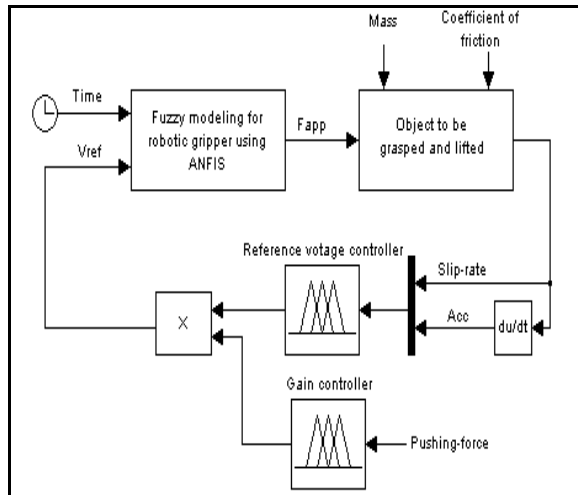 Mass
Coefficient of
friction
Time
Vref
Fuzzy modeling for
robotic gripper using
ANFIS
Fapp
Object to be
grasped and lifted
Reference votage controller
Slip-rate
Acc
du/dt
X
Gain controller
Pushing-force